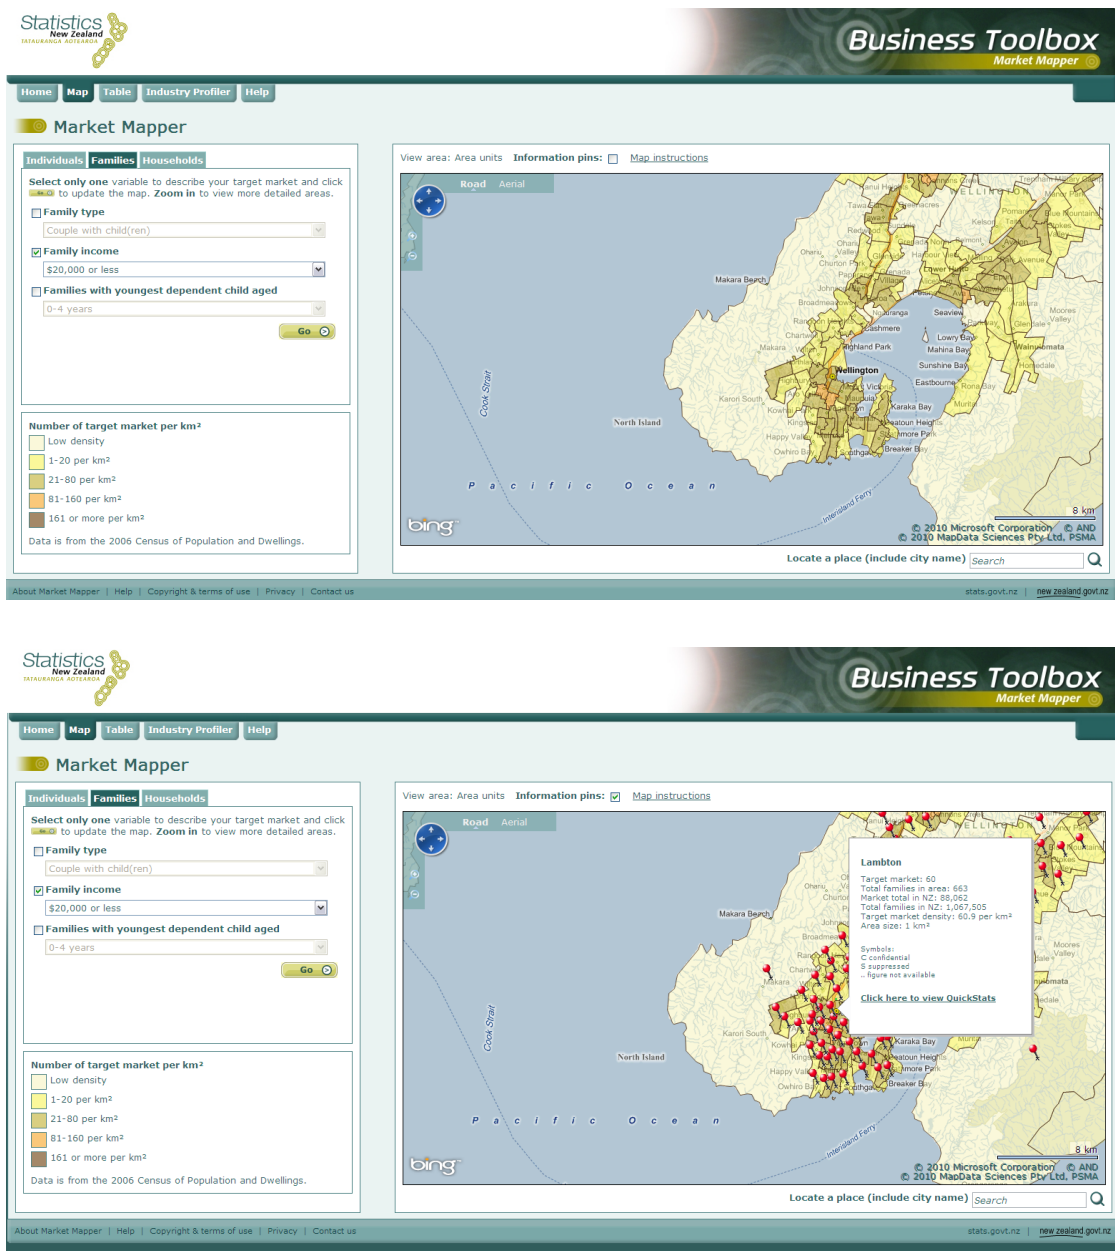 Statistics
New Zealand
TATAURANGA AOTEAROA
Business Toolbox
Market Mapper
Home Map Table Industry Profiler Help
Market Mapper
Individuals Families Households
Select only one variable to describe your target market and click
to update the map. Zoom in to view more detailed areas.
Family type
Couple with child(ren)
Family income
$20,000 or less
Families with youngest dependent child aged
0-4 years
Go
Number of target market per km²
Low density
1-20 per km²
21-80 per km²
81-160 per km²
161 or more per km²
Data is from the 2006 Census of Population and Dwellings.
View area: Area units Information pins: Map instructions
Road Aerial
WELLINGTON
Makara Beach
Seaview
Moores
Valley
Lowry Bay
Mahina Bay
Highland Park
Wainuiomata
Makara
Wellington
Sunshine Bay
Eastbourne
Karon South
Karaka Bay
Cook Strait
North Island
Happy Valley
Owhiro Bay
Breaker Bay
Pacific Ocean
Interisland Ferry
bing
8 km
© 2010 Microsoft Corporation © AND
© 2010 MapData Sciences Pty Ltd, PSMA
Locate a place (include city name) Search
About Market Mapper | Help | Copyright & terms of use | Privacy | Contact us
stats.govt.nz | newzealand.govt.nz
Statistics
New Zealand
TATAURANGA AOTEAROA
Business Toolbox
Market Mapper
Home Map Table Industry Profiler Help
Market Mapper
Individuals Families Households
Select only one variable to describe your target market and click
to update the map. Zoom in to view more detailed areas.
Family type
Couple with child(ren)
Family income
$20,000 or less
Families with youngest dependent child aged
0-4 years
Go
Number of target market per km²
Low density
1-20 per km²
21-80 per km²
81-160 per km²
161 or more per km²
Data is from the 2006 Census of Population and Dwellings.
View area: Area units Information pins: Map instructions
Road Aerial
WELLINGTON
Lambton
Target market: 60
Total families in area: 663
Market total in NZ: 88,062
Total families in NZ: 1,067,505
Target market density: 60.9 per km²
Area size: 1 km²
Symbols:
C confidential
S suppressed
.. figure not available
Click here to view QuickStats
Makara Beach
Moores
Valley
Makara
Karon South
Karaka Bay
Cook Strait
North Island
Breaker Bay
Pacific Ocean
Interisland Ferry
bing
8 km
© 2010 Microsoft Corporation © AND
© 2010 MapData Sciences Pty Ltd, PSMA
Locate a place (include city name) Search
About Market Mapper | Help | Copyright & terms of use | Privacy | Contact us
stats.govt.nz | newzealand.govt.nz